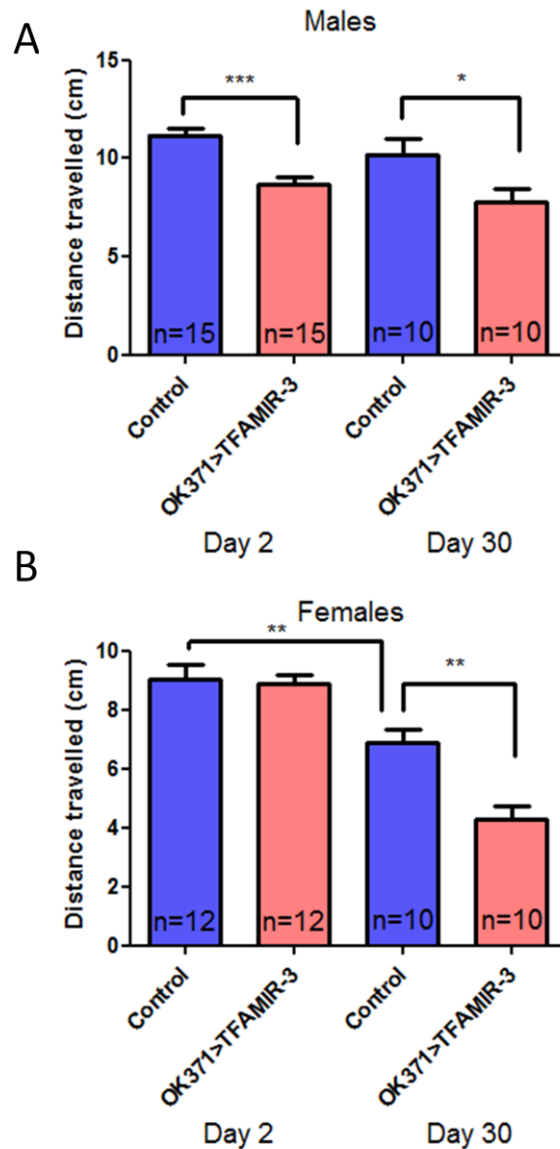 A
Males
Distance travelled (cm)
15
10
5
0
***
*
n=15
n=15
n=10
n=10
Control
OK371>TFAMIR-3
Control
OK371>TFAMIR-3
Day 2
Day 30
B
Females
Distance travelled (cm)
10
8
6
4
2
0
**
**
n=12
n=12
n=10
n=10
Control
OK371>TFAMIR-3
Control
OK371>TFAMIR-3
Day 2
Day 30